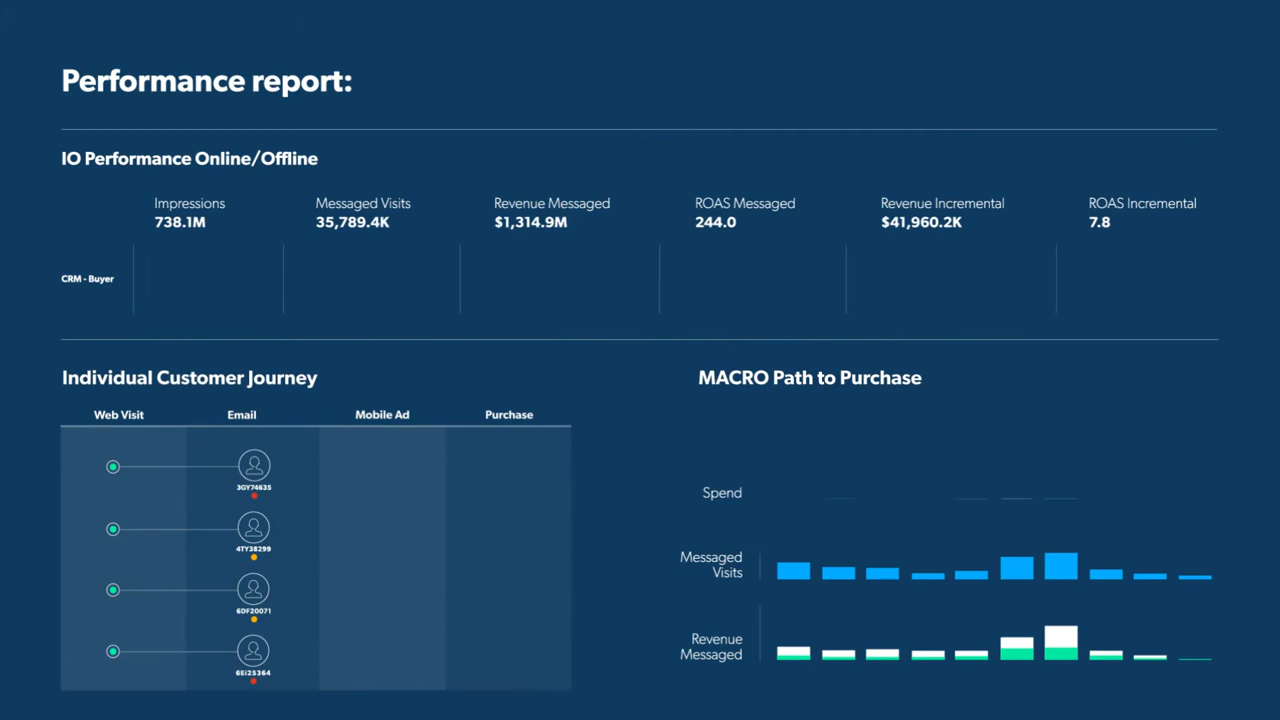 Performance report:
IO Performance Online/Offline
Impressions Messaged Visits Revenue Messaged ROAS Messaged Revenue Incremental ROAS Incremental
738.1M 35,789.4K $1,314.9M 244.0 $41,960.2K 7.8
CRM - Buyer
Individual Customer Journey
Web Visit Email Mobile Ad Purchase
3GY74635
4TY38299
6DF20071
6Ei25364
MACRO Path to Purchase
Spend
Messaged
Visits
Revenue
Messaged